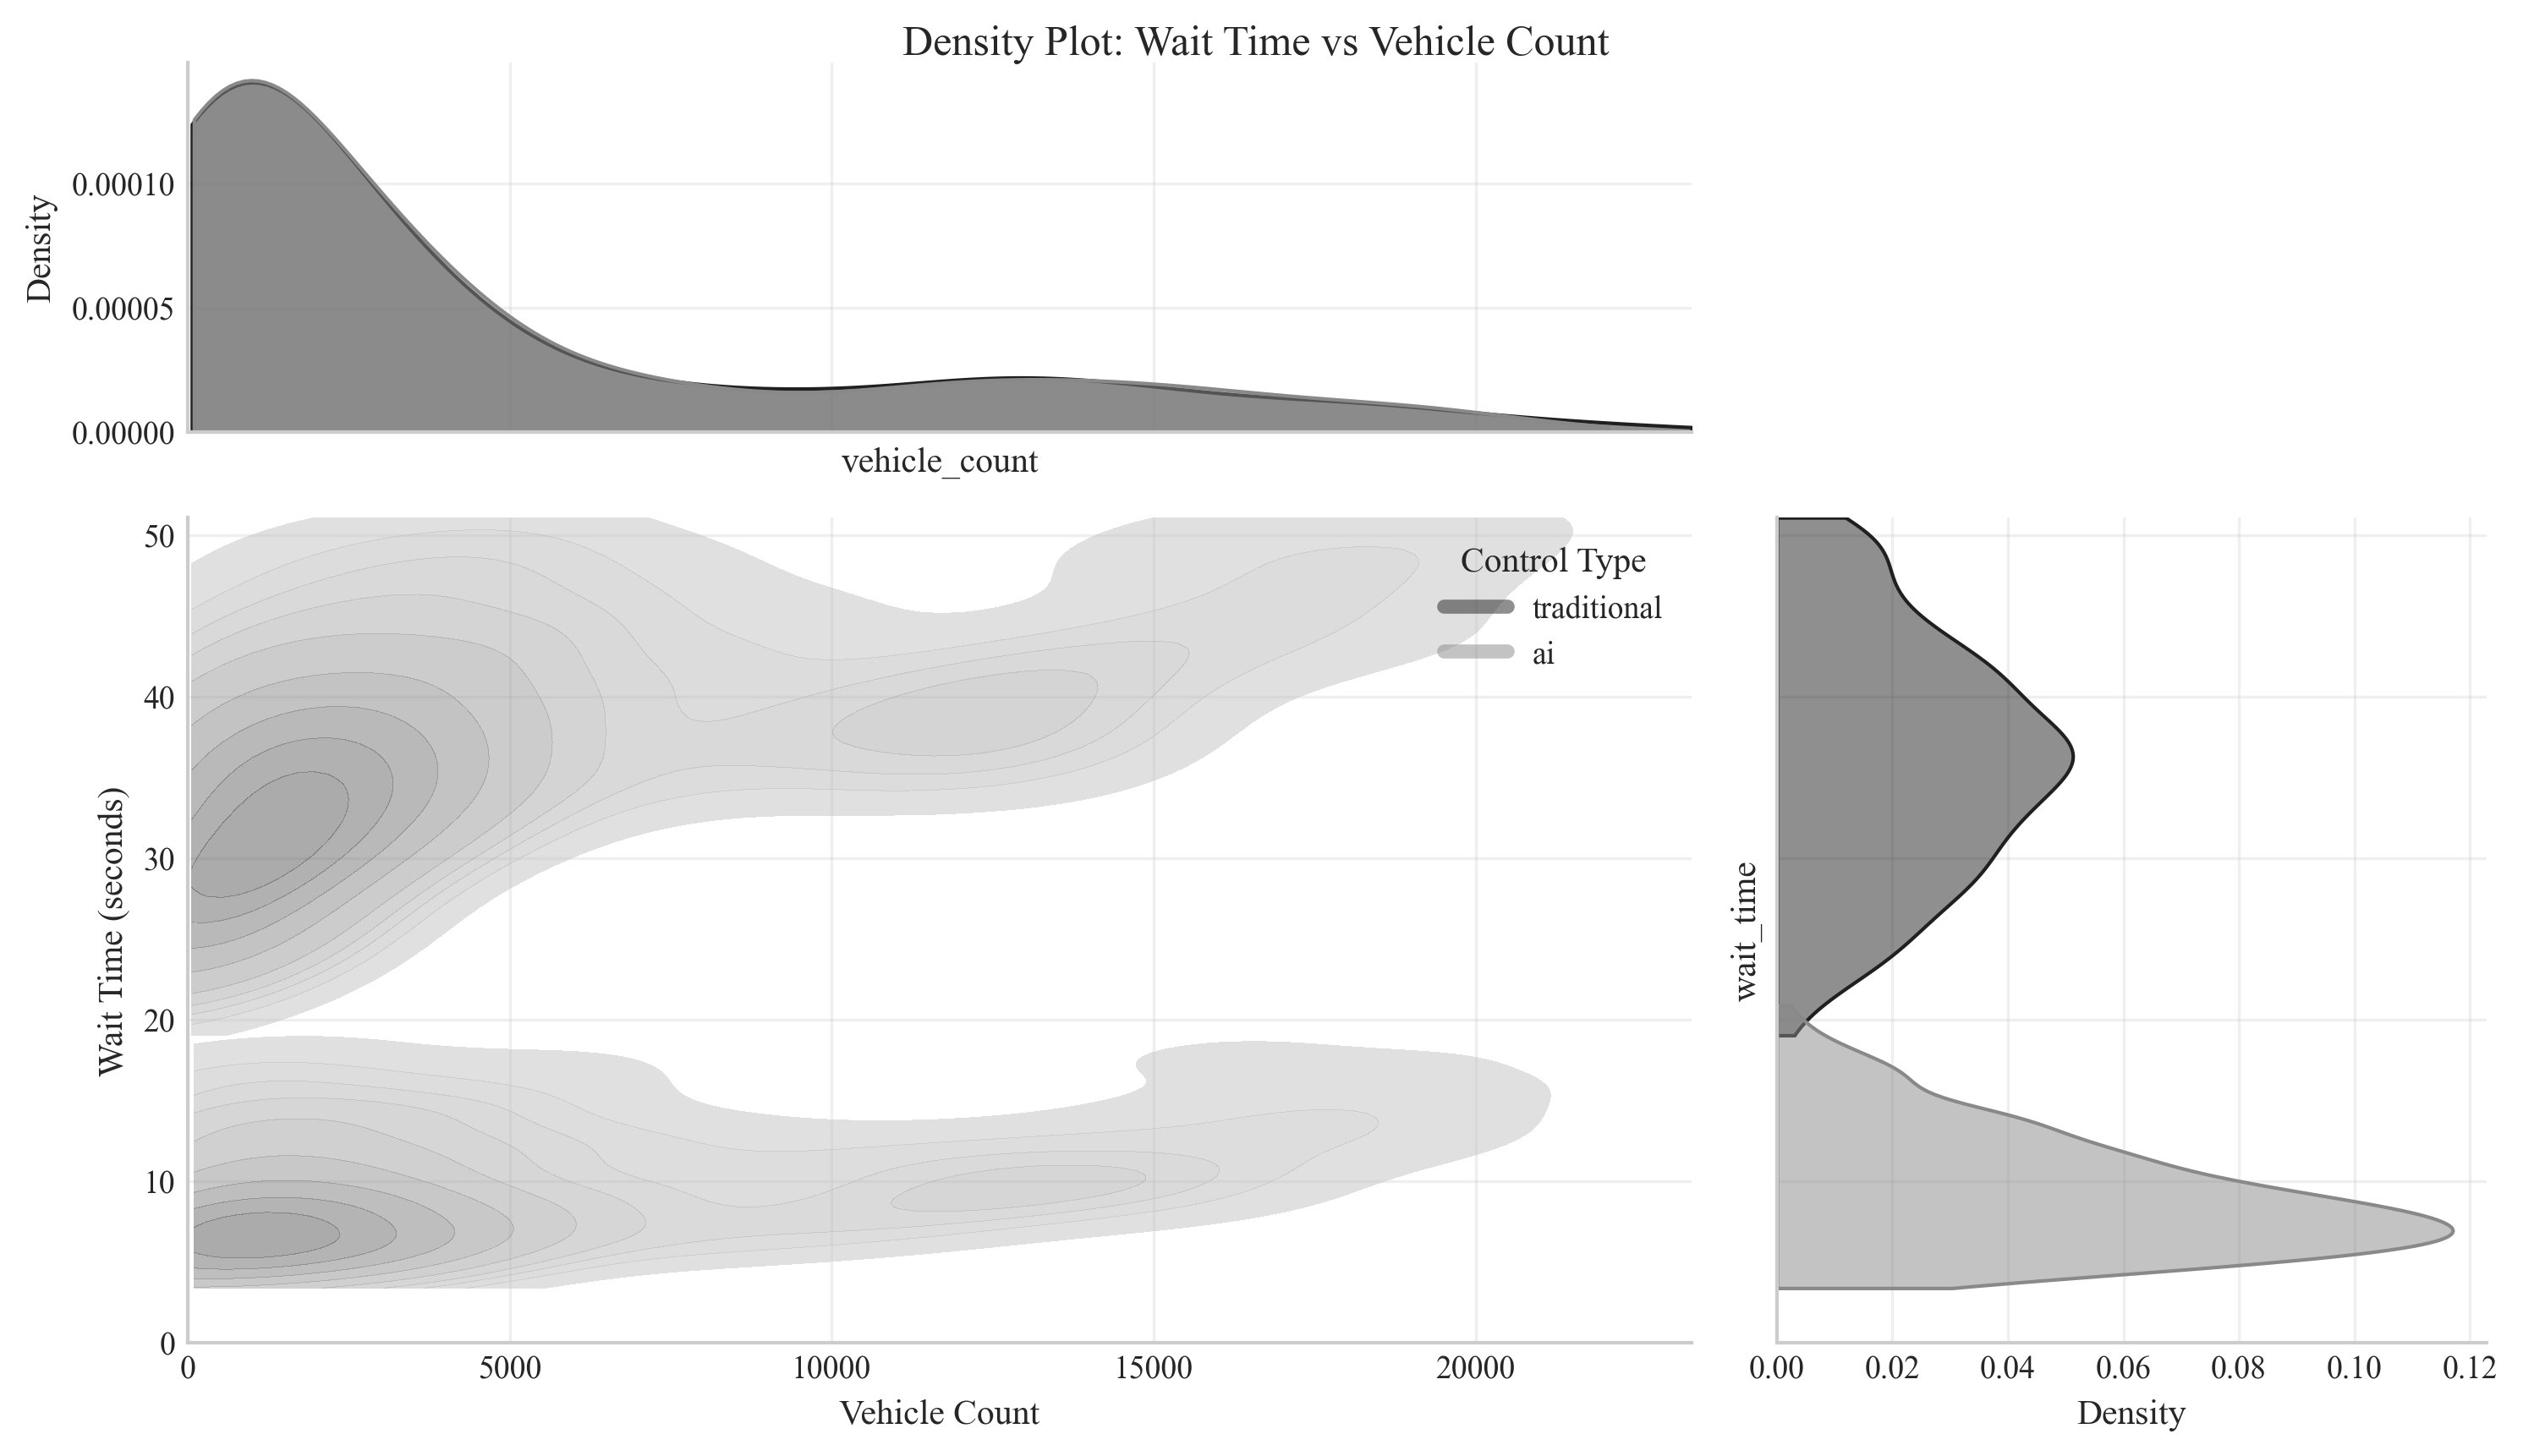 Density Plot: Wait Time vs Vehicle Count
Density
0.00010
0.00005
0.00000
vehicle_count
Wait Time (seconds)
50
40
30
20
10
0
Control Type
traditional
ai
0 5000 10000 15000 20000
Vehicle Count
wait_time
0.00 0.02 0.04 0.06 0.08 0.10 0.12
Density